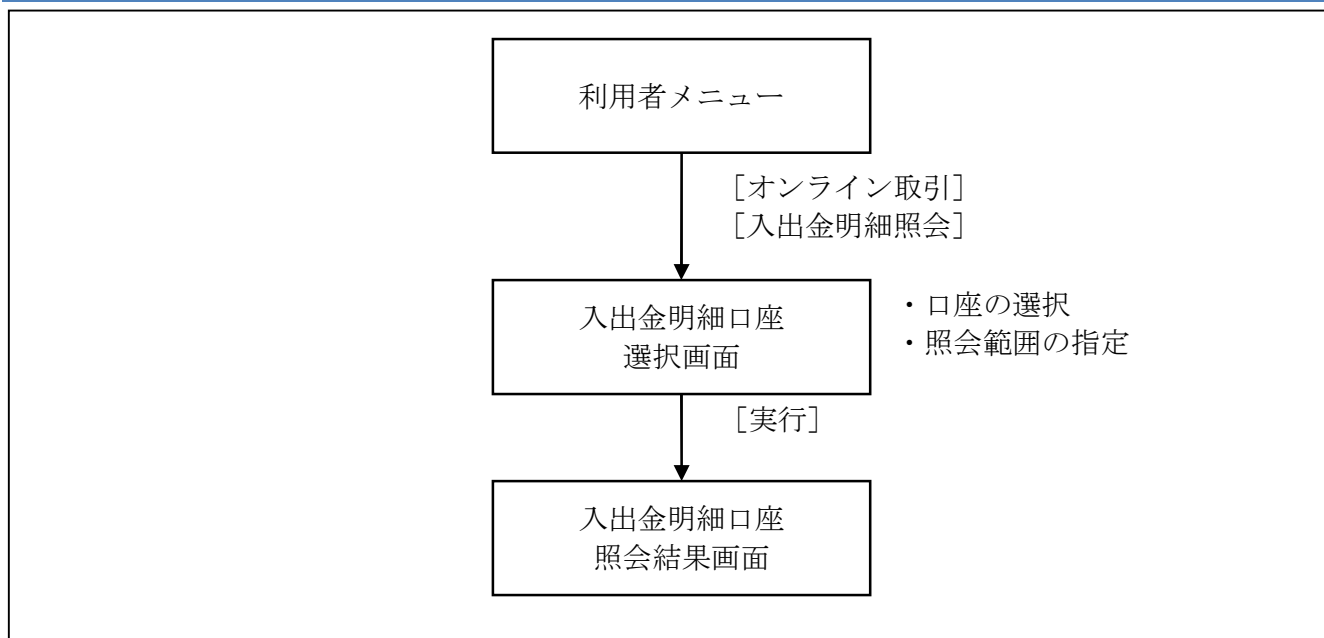 利用者メニュー
［オンライン取引］
［入出金明細照会］
入出金明細口座
選択画面
・口座の選択
・照会範囲の指定
［実行］
入出金明細口座
照会結果画面